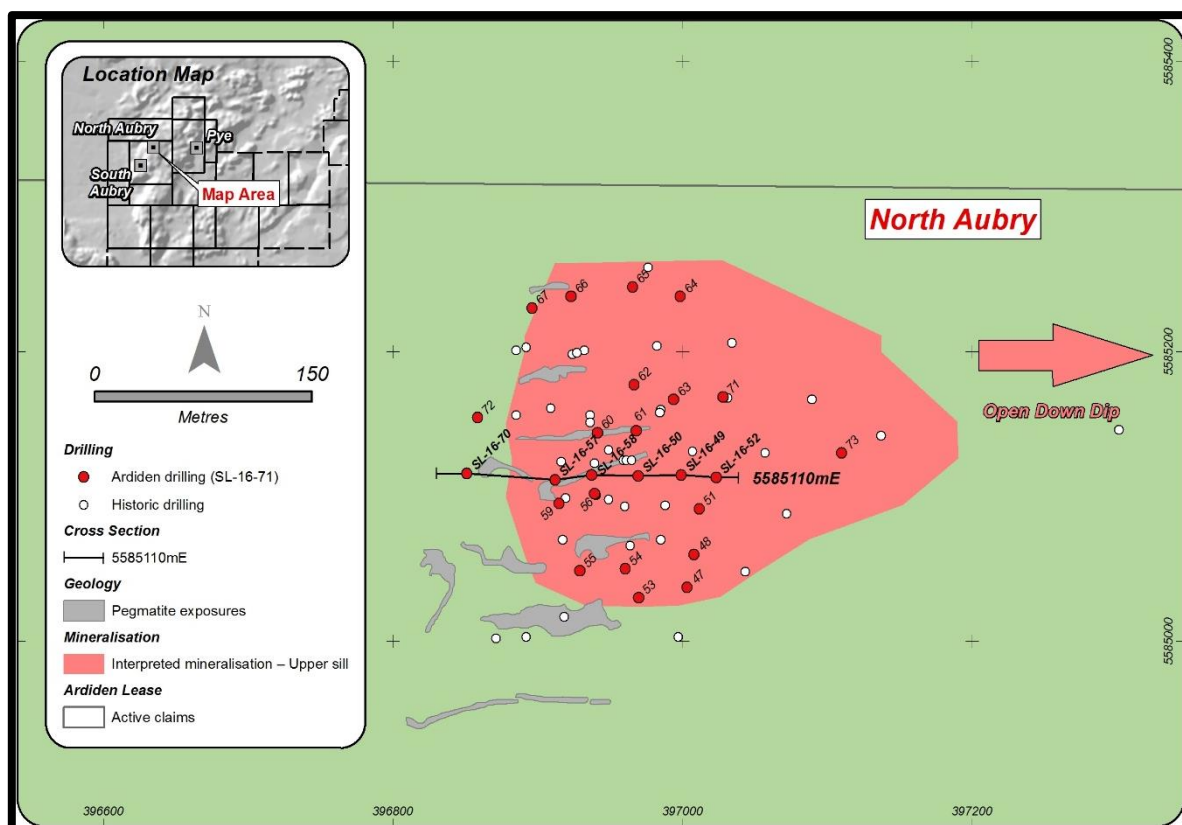 Location Map
North Aubry
Pye
South
Aubry
Map Area
N
0 150
Metres
Drilling
Ardiden drilling (SL-16-71)
Historic drilling
Cross Section
5585110mE
Geology
Pegmatite exposures
Mineralisation
Interpreted mineralisation – Upper sill
Ardiden Lease
Active claims
North Aubry
Open Down Dip
65
66
64
67
62
63
71
72
60
61
73
SL-16-70
SL-16-57
SL-16-58
SL-16-50
SL-16-49
SL-16-52
5585110mE
59
56
51
48
55
54
53
47
5585400
5585200
5585000
396600
396800
397000
397200